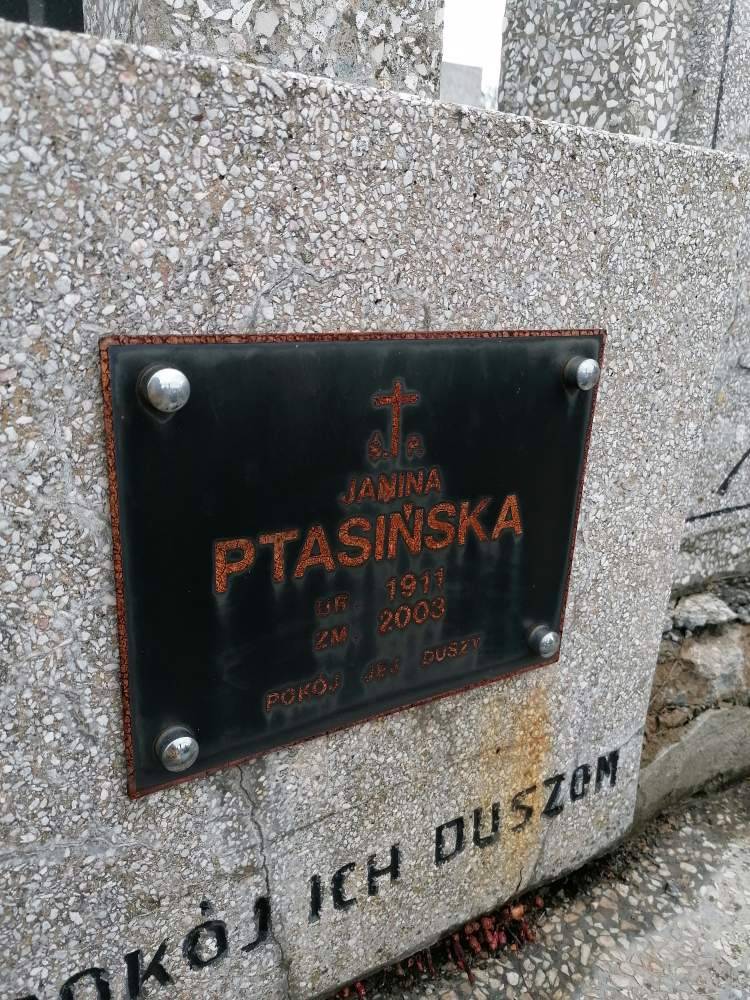 Ś. P.
JANINA
PTASIŃSKA
UR. 1911
ZM. 2003
POKÓJ JEJ DUSZY
POKÓJ ICH DUSZOM